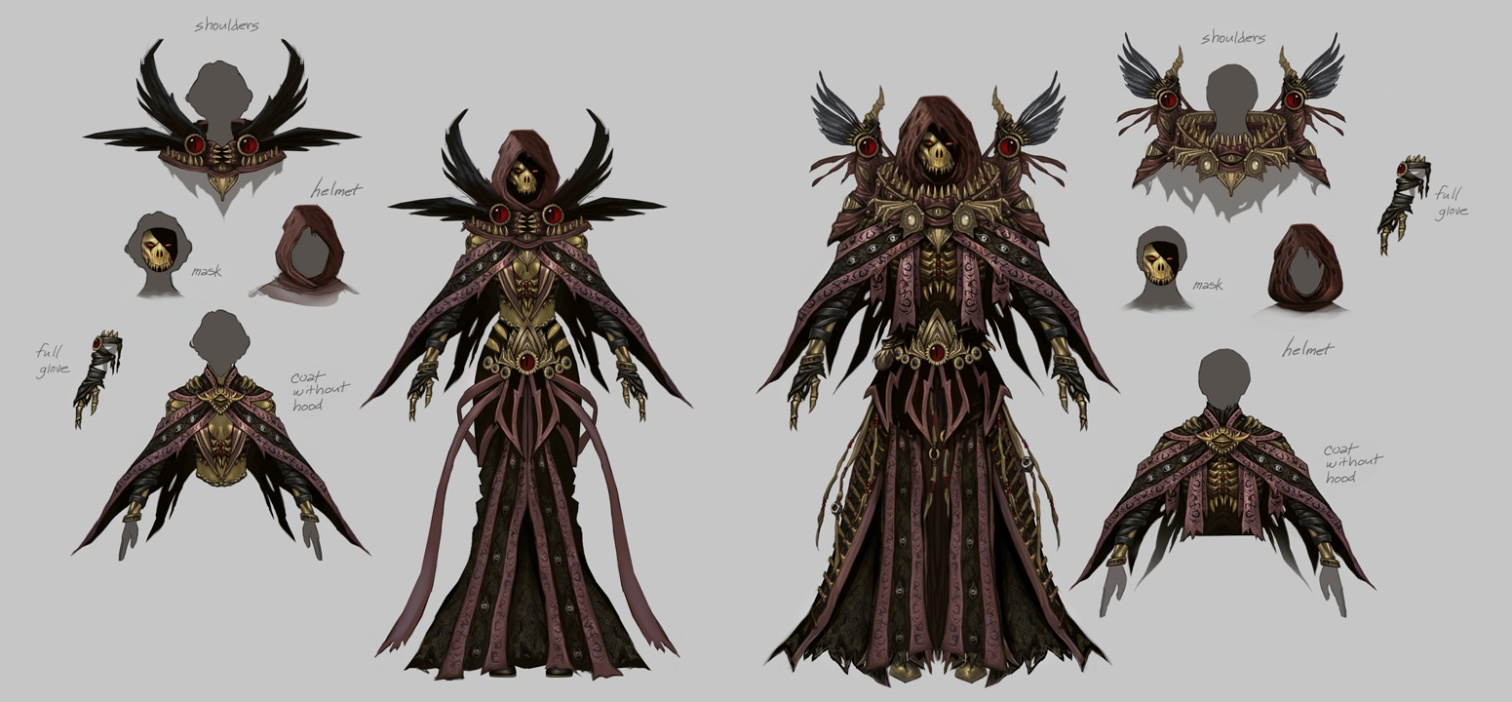 shoulders
helmet
mask
full
glove
coat
without
hood
shoulders
full
glove
mask
helmet
coat
without
hood